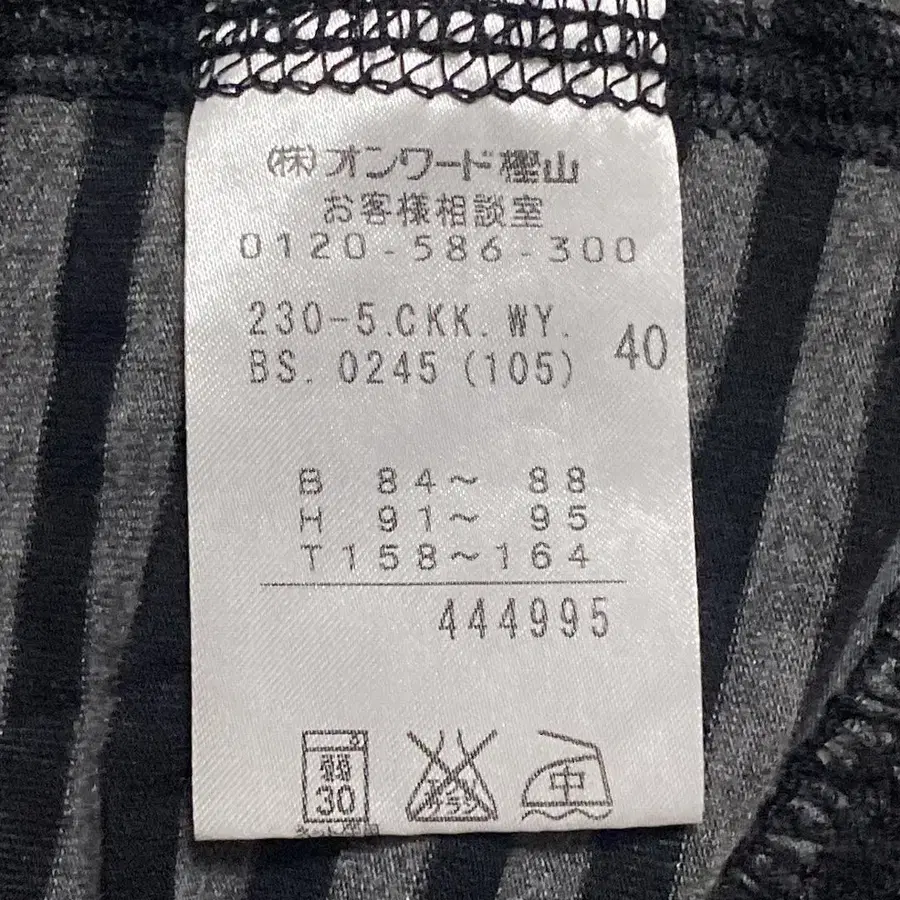 (株)オンワード樫山
お客様相談室
0120-586-300
230-5.CKK.WY. 40
BS. 0245 (105)
B 84～ 88
H 91～ 95
T158～164
444995
弱 中
30